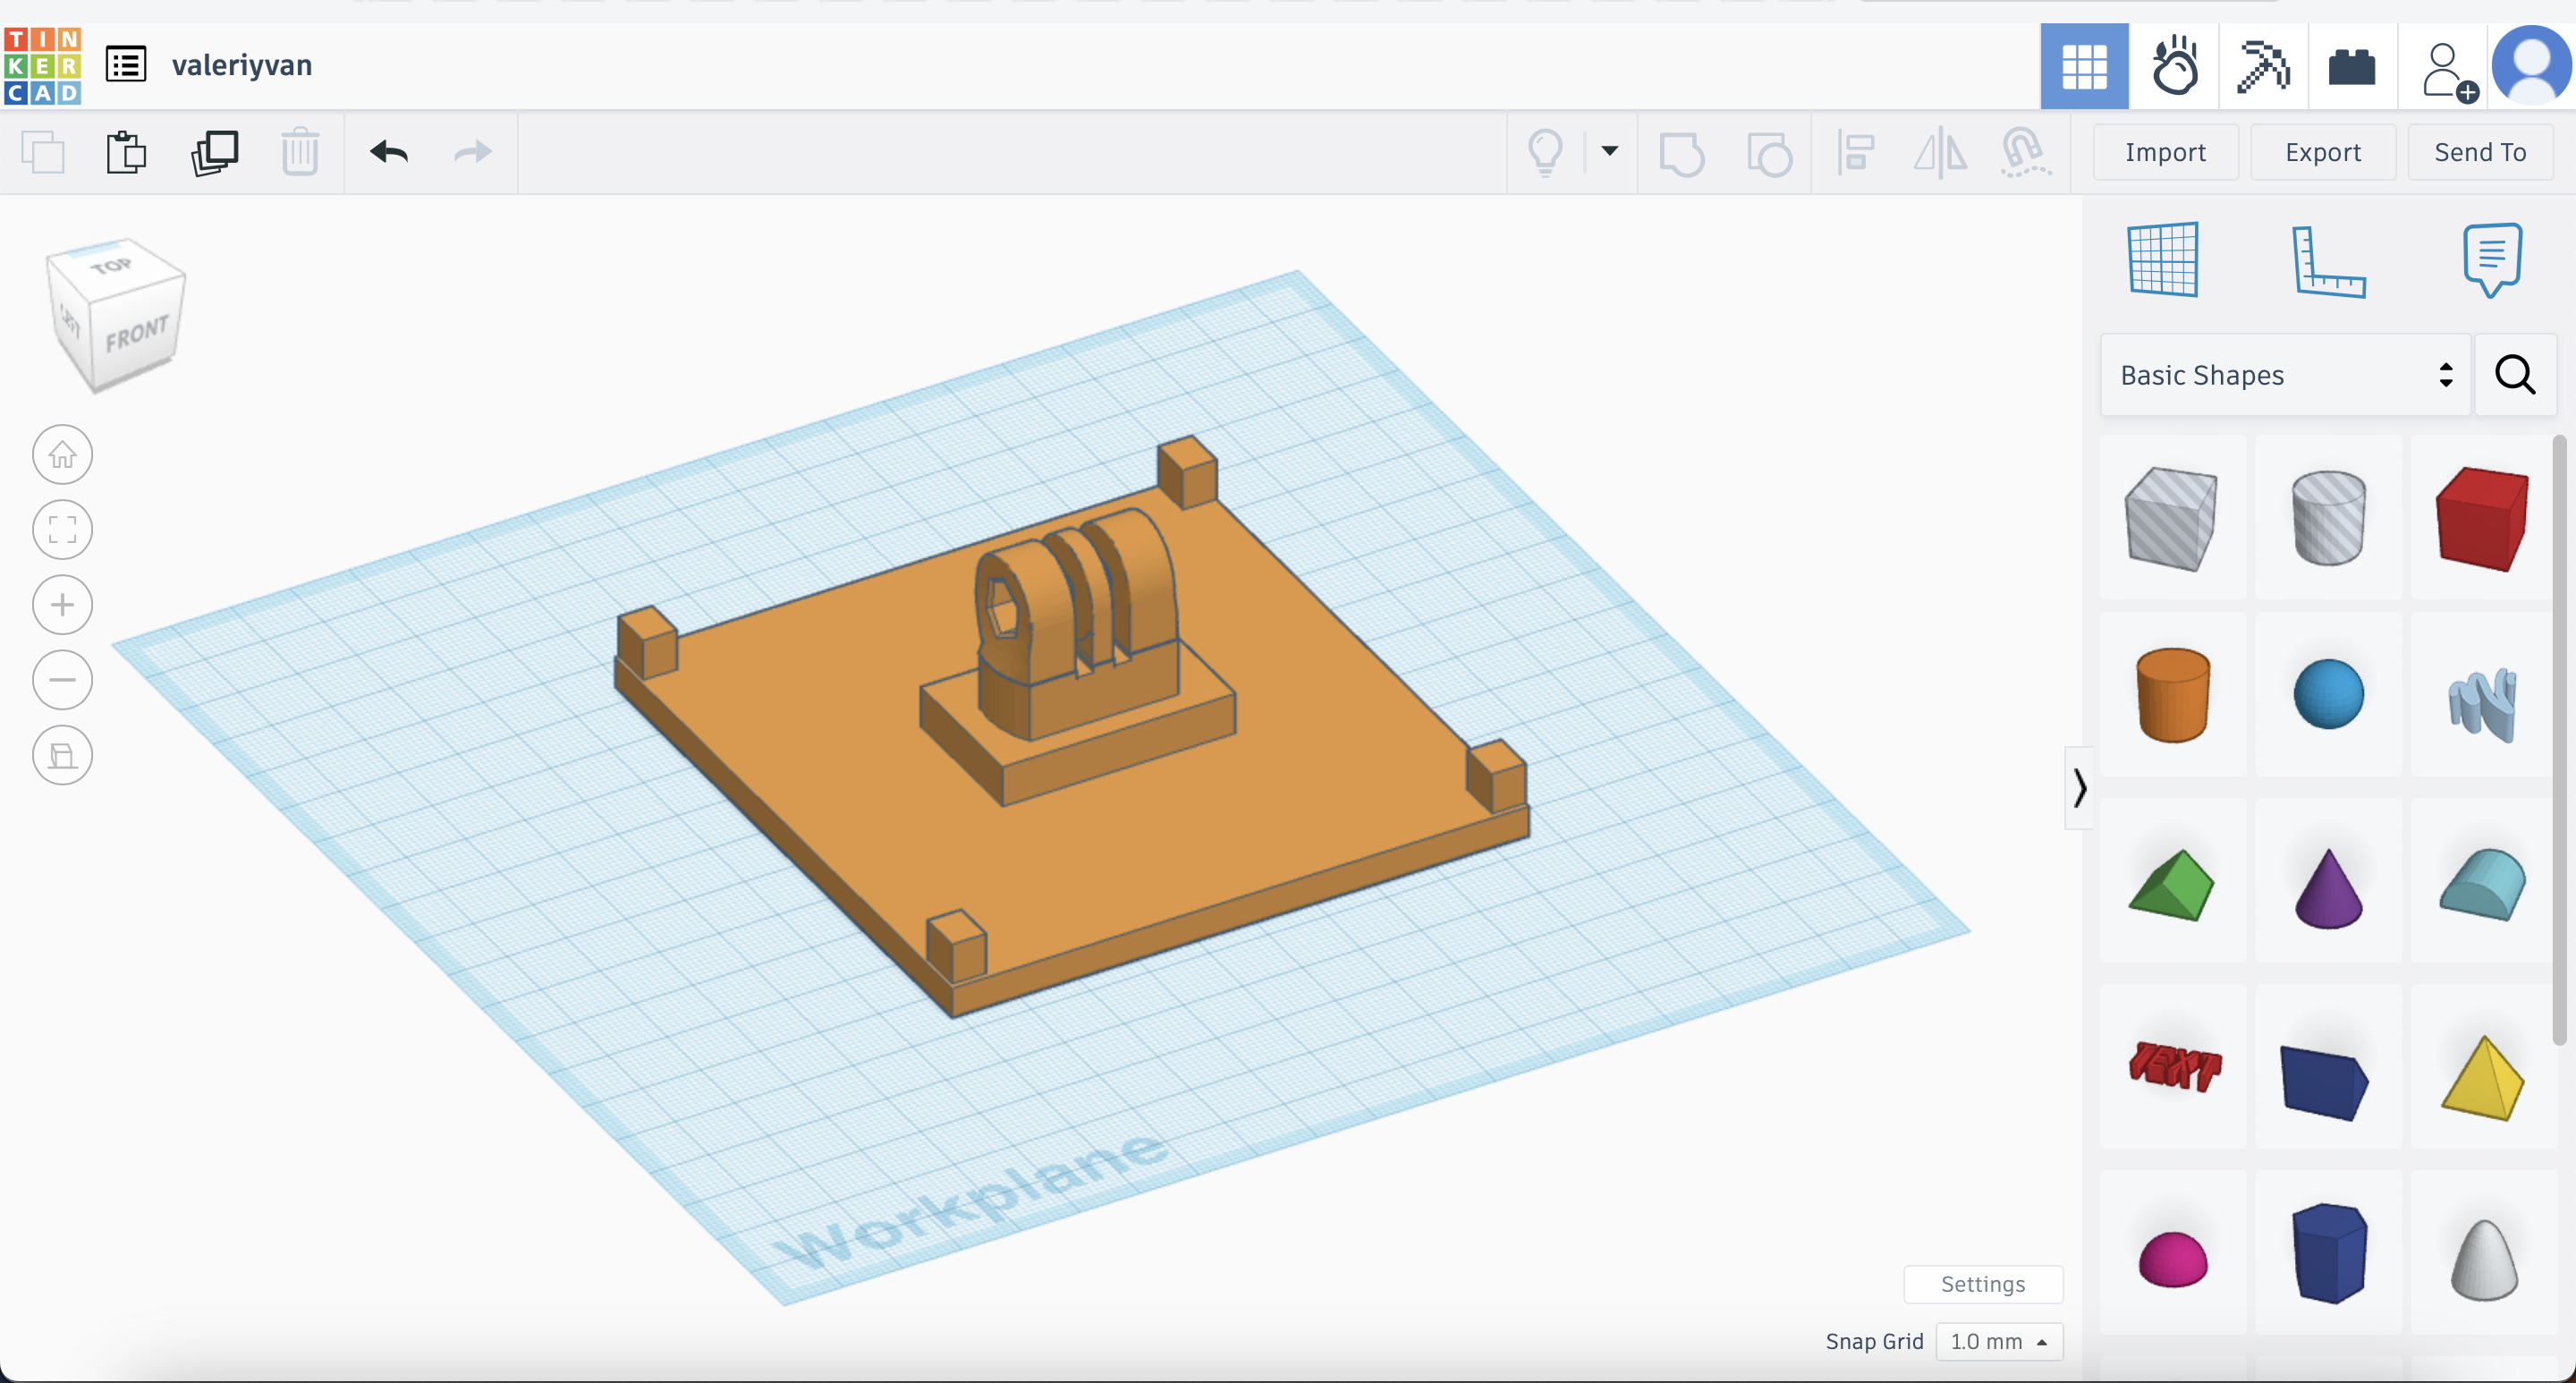 TIN
KER
CAD
valeriyvan
Import
Export
Send To
TOP
LEFT
FRONT
Basic Shapes
TEXT
Workplane
Settings
Snap Grid
1.0 mm